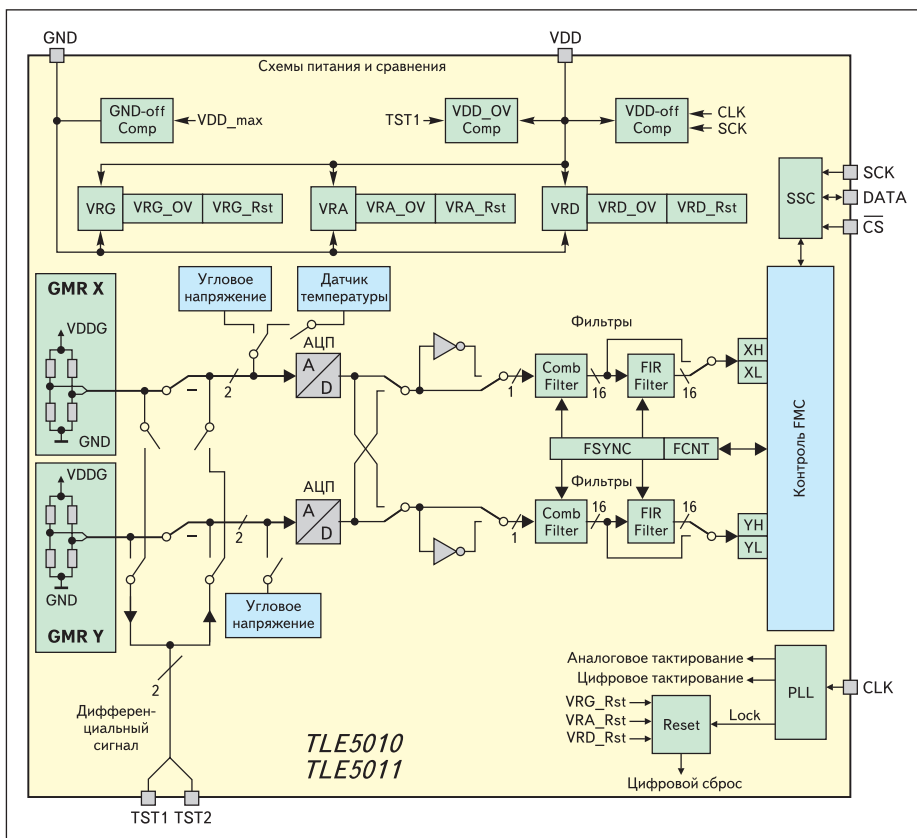 GND
VDD
Схемы питания и сравнения
GND-off
Comp
VDD_max
TST1
VDD_OV
Comp
VDD-off
Comp
CLK
SCK
VRG
VRG_OV
VRG_Rst
VRA
VRA_OV
VRA_Rst
VRD
VRD_OV
VRD_Rst
SSC
SCK
DATA
CS
GMR X
VDDG
GND
Угловое
напряжение
Датчик
температуры
АЦП
A
D
2
Фильтры
1
Comb
Filter
16
FIR
Filter
16
XH
XL
FSYNC
FCNT
Контроль FMC
VDDG
GND
GMR Y
АЦП
A
D
2
Угловое
напряжение
Фильтры
1
Comb
Filter
16
FIR
Filter
16
YH
YL
2
Дифферен-
циальный
сигнал
TLE5010
TLE5011
Аналоговое тактирование
Цифровое тактирование
PLL
CLK
VRG_Rst
VRA_Rst
VRD_Rst
Reset
Lock
Цифровой сброс
TST1
TST2